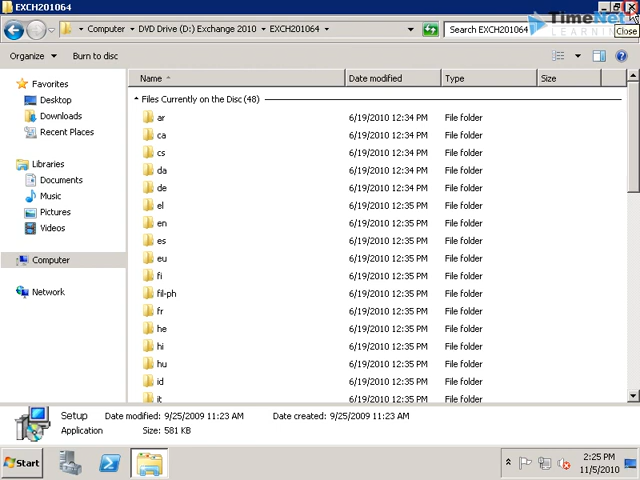 EXCH201064
TimeNet
LEARNING
Computer DVD Drive (D:) Exchange 2010 EXCH201064 Search EXCH201064 Close
Organize Burn to disc
Name Date modified Type Size
Favorites
Desktop
Downloads
Recent Places
Libraries
Documents
Music
Pictures
Videos
Computer
Network
Files Currently on the Disc (48)
ar 6/19/2010 12:34 PM File folder
ca 6/19/2010 12:34 PM File folder
cs 6/19/2010 12:34 PM File folder
da 6/19/2010 12:34 PM File folder
de 6/19/2010 12:34 PM File folder
el 6/19/2010 12:35 PM File folder
en 6/19/2010 12:35 PM File folder
es 6/19/2010 12:35 PM File folder
eu 6/19/2010 12:35 PM File folder
fi 6/19/2010 12:35 PM File folder
fil-ph 6/19/2010 12:35 PM File folder
fr 6/19/2010 12:35 PM File folder
he 6/19/2010 12:35 PM File folder
hi 6/19/2010 12:35 PM File folder
hu 6/19/2010 12:35 PM File folder
id 6/19/2010 12:35 PM File folder
it 6/19/2010 12:35 PM File folder
Setup Date modified: 9/25/2009 11:23 AM Date created: 9/25/2009 11:23 AM
Application Size: 581 KB
Start
2:25 PM
11/5/2010